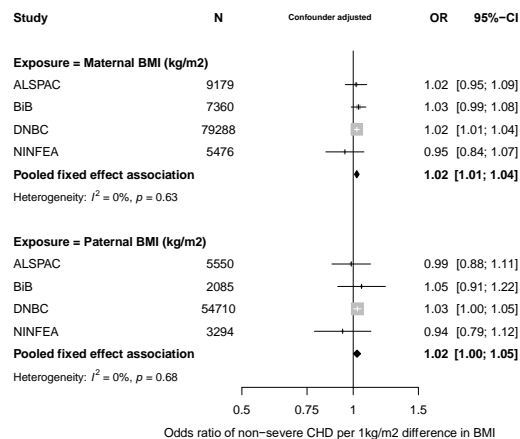 Study N Confounder adjusted OR 95%−CI
Exposure = Maternal BMI (kg/m2)
ALSPAC 9179 1.02 [0.95; 1.09]
BiB 7360 1.03 [0.99; 1.08]
DNBC 79288 1.02 [1.01; 1.04]
NINFEA 5476 0.95 [0.84; 1.07]
Pooled fixed effect association 1.02 [1.01; 1.04]
Heterogeneity: I² = 0%, p = 0.63
Exposure = Paternal BMI (kg/m2)
ALSPAC 5550 0.99 [0.88; 1.11]
BiB 2085 1.05 [0.91; 1.22]
DNBC 54710 1.03 [1.00; 1.05]
NINFEA 3294 0.94 [0.79; 1.12]
Pooled fixed effect association 1.02 [1.00; 1.05]
Heterogeneity: I² = 0%, p = 0.68
0.5 0.75 1 1.5
Odds ratio of non−severe CHD per 1kg/m2 difference in BMI